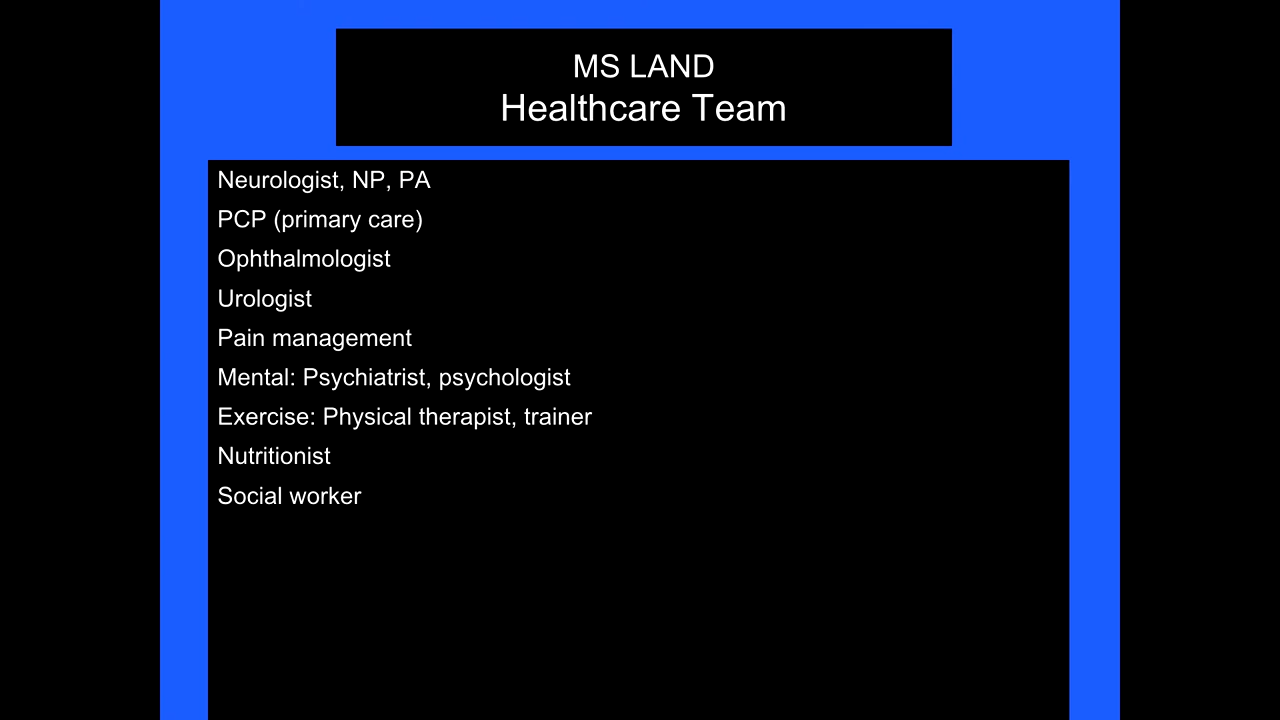 MS LAND
Healthcare Team
Neurologist, NP, PA
PCP (primary care)
Ophthalmologist
Urologist
Pain management
Mental: Psychiatrist, psychologist
Exercise: Physical therapist, trainer
Nutritionist
Social worker